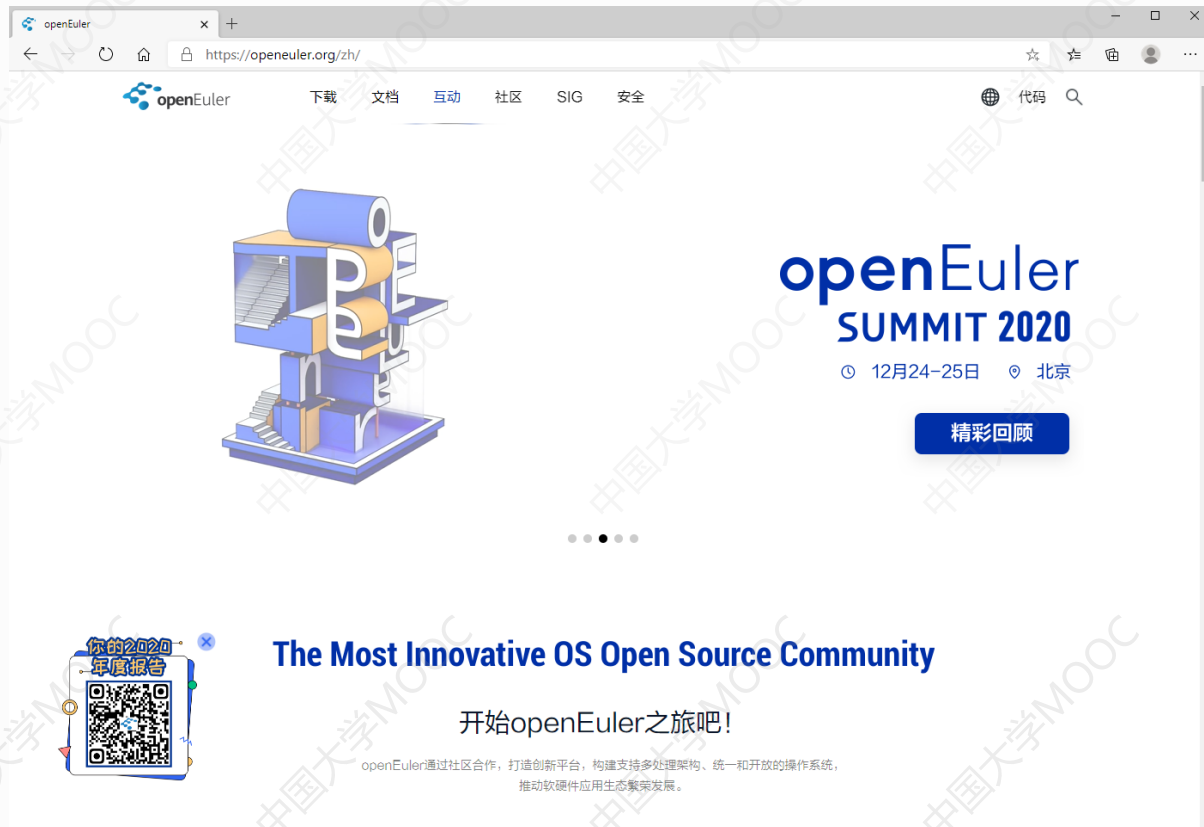 openEuler
https://openeuler.org/zh/
openEuler
下载 文档 互动 社区 SIG 安全 代码
openEuler
openEuler
SUMMIT 2020
12月24-25日 北京
精彩回顾
你的2020
年度报告
The Most Innovative OS Open Source Community
开始openEuler之旅吧!
openEuler通过社区合作，打造创新平台，构建支持多处理架构、统一和开放的操作系统，
推动软硬件应用生态繁荣发展。
中国大学MOOC